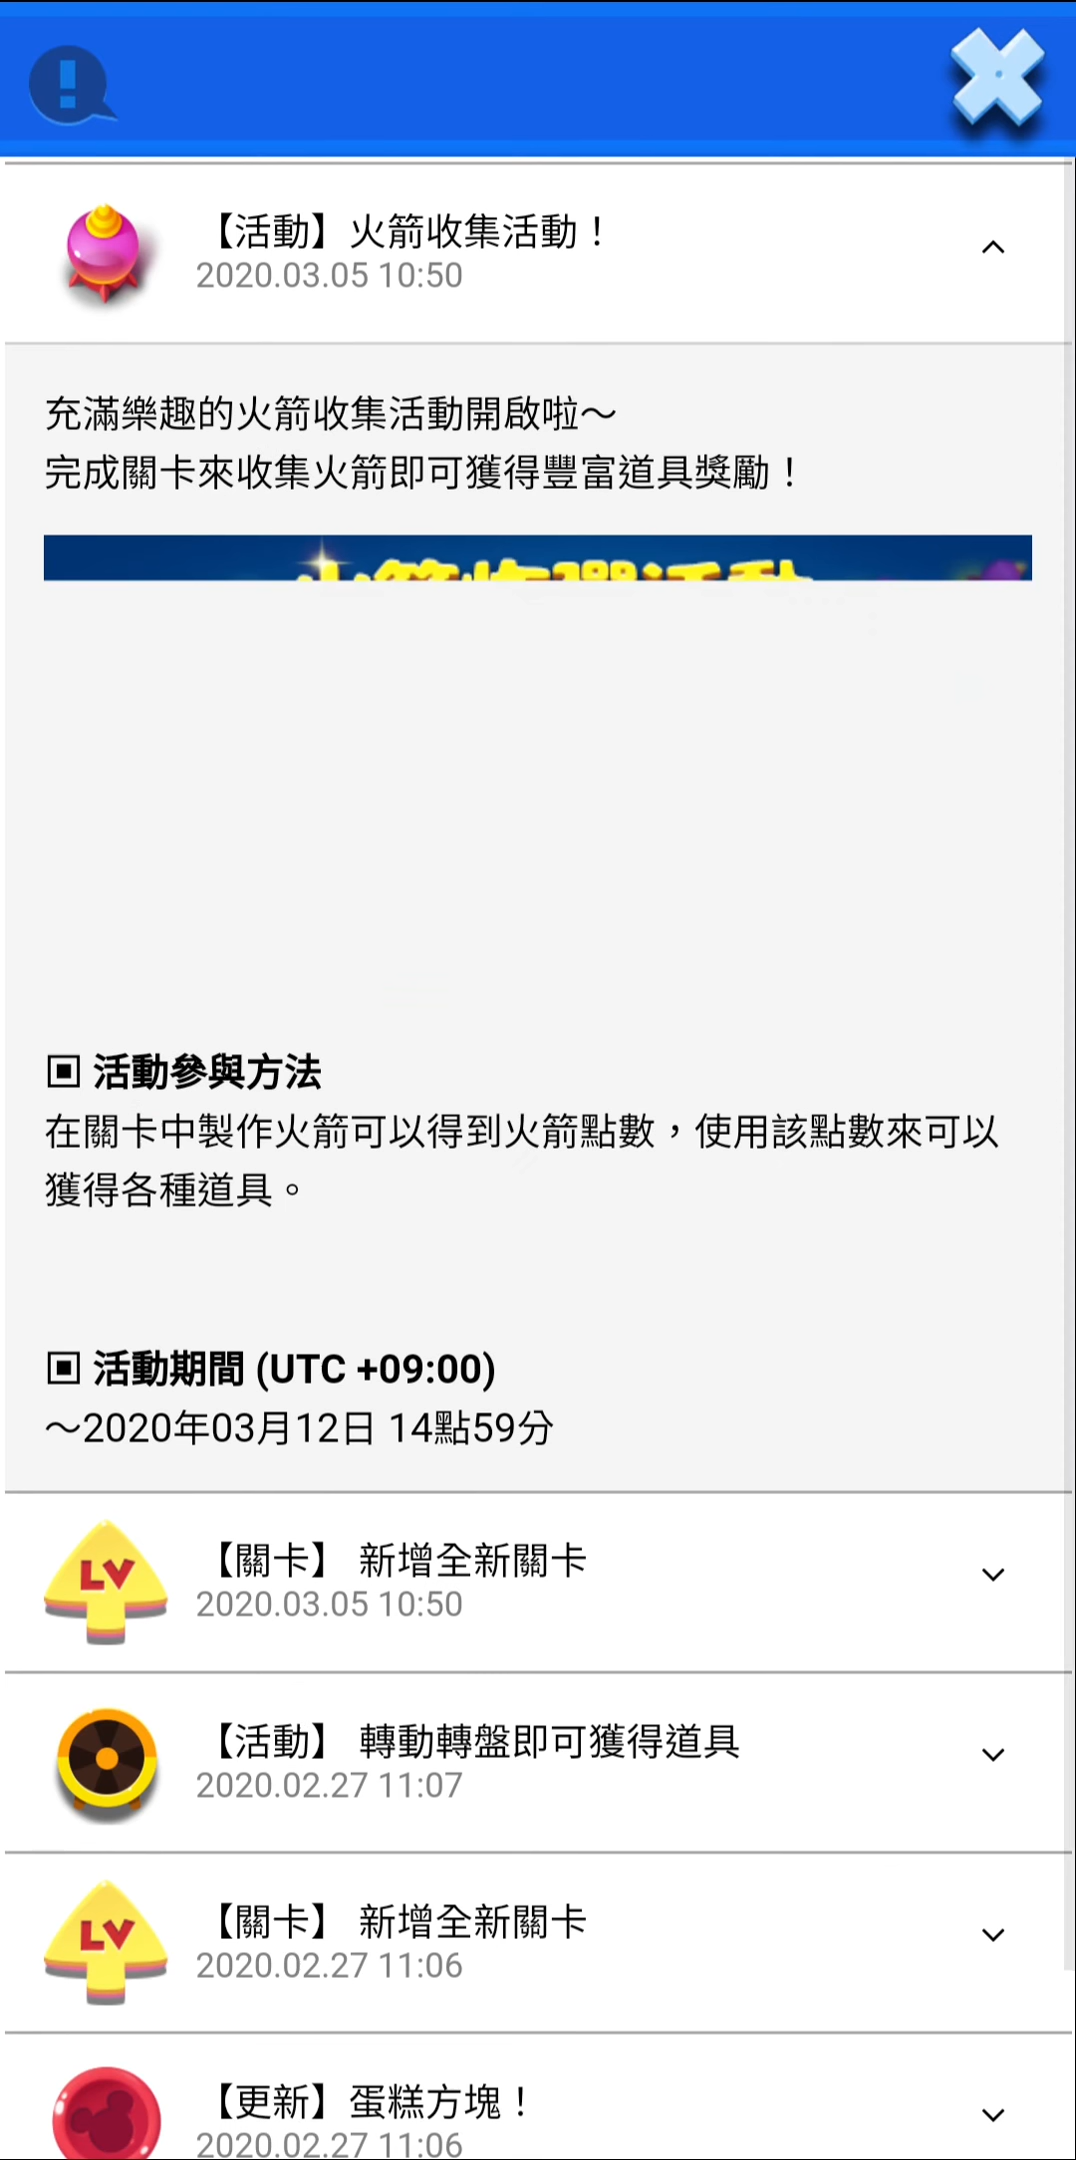 【活動】火箭收集活動！
2020.03.05 10:50
充滿樂趣的火箭收集活動開啟啦～
完成關卡來收集火箭即可獲得豐富道具獎勵！
▣ 活動參與方法
在關卡中製作火箭可以得到火箭點數，使用該點數來可以
獲得各種道具。
▣ 活動期間 (UTC +09:00)
～2020年03月12日 14點59分
LV
【關卡】 新增全新關卡
2020.03.05 10:50
【活動】 轉動轉盤即可獲得道具
2020.02.27 11:07
LV
【關卡】 新增全新關卡
2020.02.27 11:06
【更新】蛋糕方塊！
2020.02.27 11:06